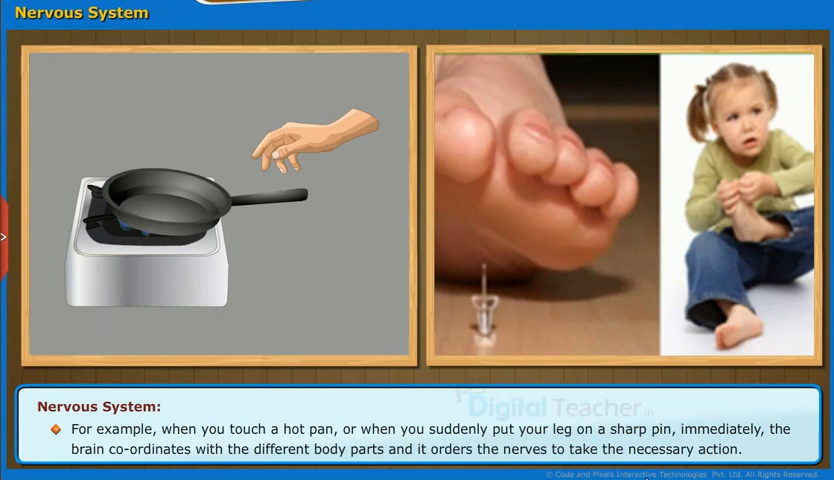 Nervous System
Nervous System:
For example, when you touch a hot pan, or when you suddenly put your leg on a sharp pin, immediately, the
brain co-ordinates with the different body parts and it orders the nerves to take the necessary action.
Digital Teacher.in
© Code and Pixels Interactive Technologies Pvt. Ltd. All Rights Reserved.